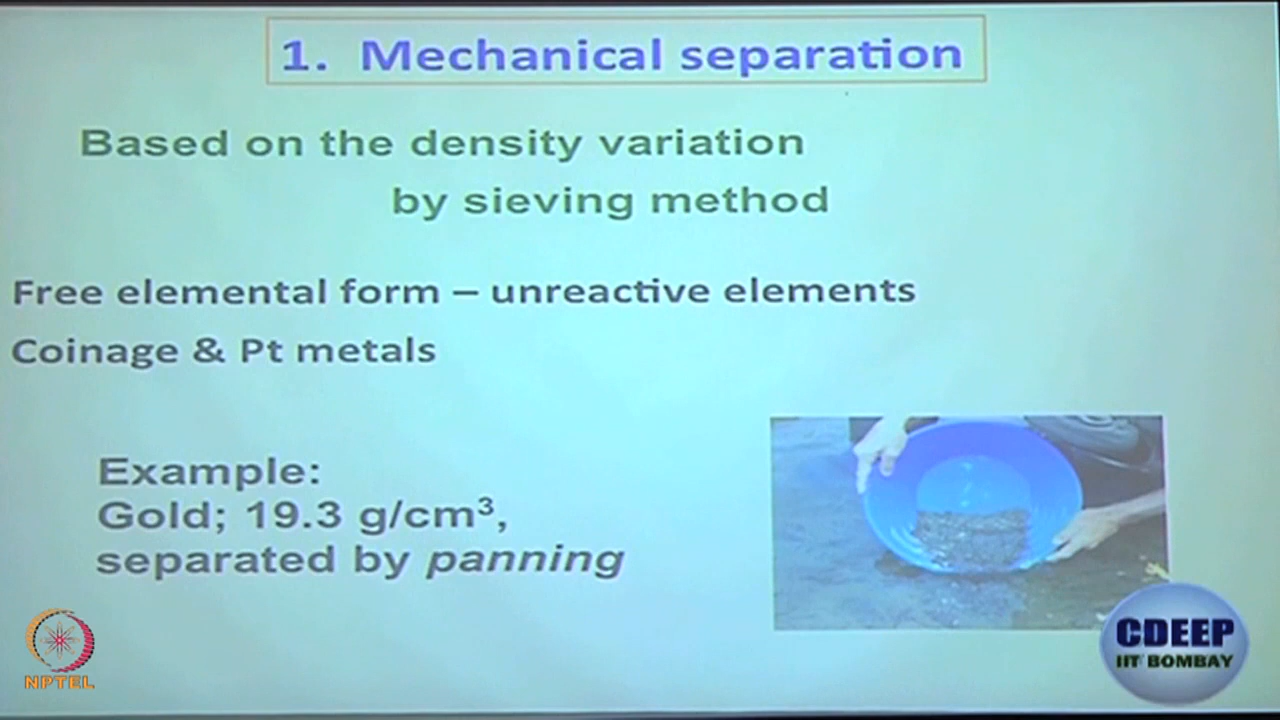 1. Mechanical separation
Based on the density variation
by sieving method
Free elemental form – unreactive elements
Coinage & Pt metals
Example:
Gold; 19.3 g/cm³,
separated by panning
NPTEL
CDEEP
IIT BOMBAY